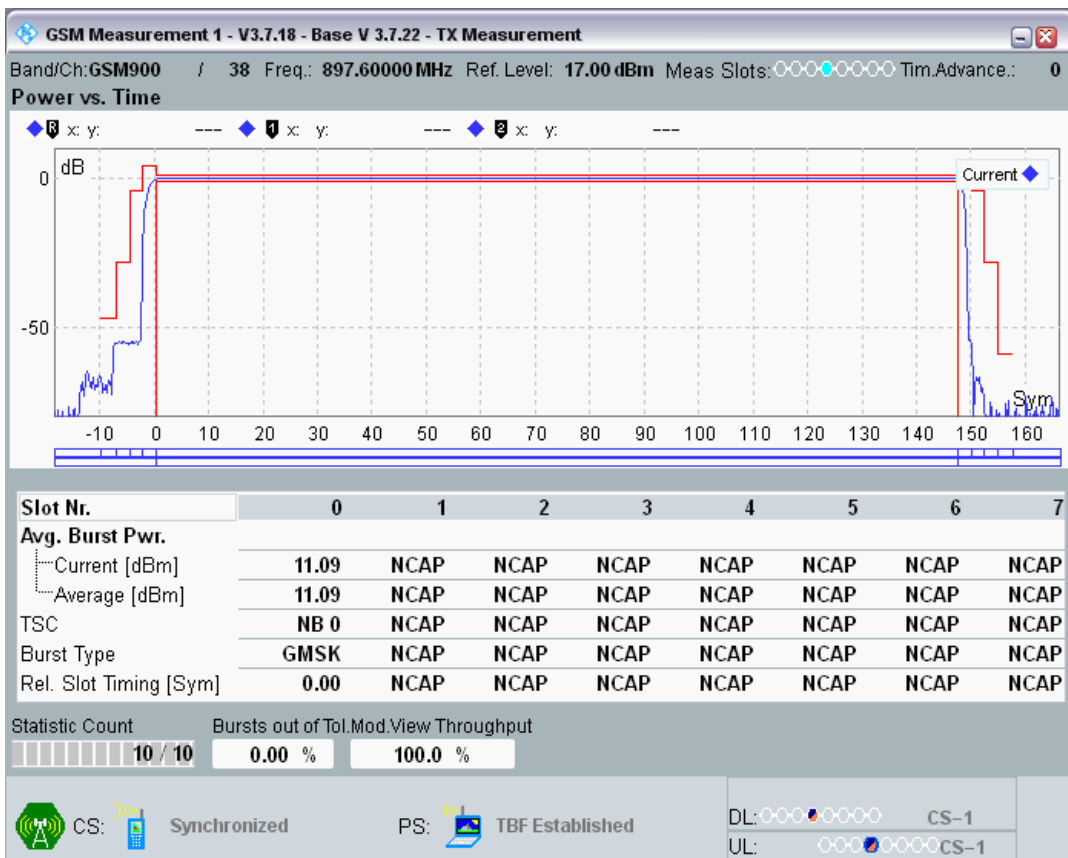 GSM Measurement 1 - V3.7.18 - Base V 3.7.22 - TX Measurement
Band/Ch:GSM900 / 38 Freq.: 897.60000 MHz Ref. Level: 17.00 dBm Meas Slots: Tim.Advance.: 0
Power vs. Time
R x: y: --- 1 x: y: --- 2 x: y: ---
dB
Current
0
-50
Sym
-10 0 10 20 30 40 50 60 70 80 90 100 110 120 130 140 150 160
Slot Nr. 0 1 2 3 4 5 6 7
Avg. Burst Pwr.
Current [dBm] 11.09 NCAP NCAP NCAP NCAP NCAP NCAP NCAP
Average [dBm] 11.09 NCAP NCAP NCAP NCAP NCAP NCAP NCAP
TSC NB 0 NCAP NCAP NCAP NCAP NCAP NCAP NCAP
Burst Type GMSK NCAP NCAP NCAP NCAP NCAP NCAP NCAP
Rel. Slot Timing [Sym] 0.00 NCAP NCAP NCAP NCAP NCAP NCAP NCAP
Statistic Count Bursts out of Tol.Mod.View Throughput
10 / 10 0.00 % 100.0 %
CS: Synchronized PS: TBF Established
DL: CS-1
UL: CS-1